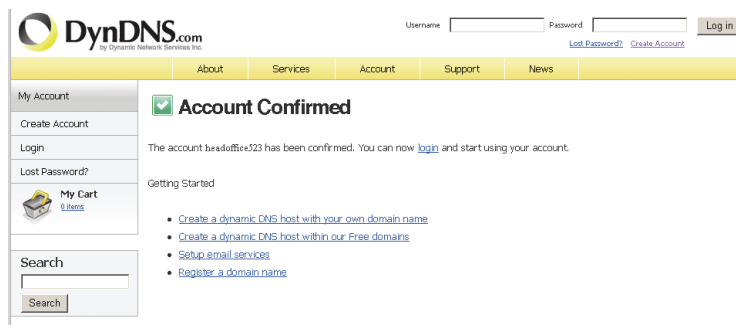 DynDNS.com
by Dynamic Network Services Inc.
Username
Password
Log in
Lost Password? Create Account
About Services Account Support News
My Account
Create Account
Login
Lost Password?
My Cart
0 items
Search
Search
Account Confirmed
The account headoffice523 has been confirmed. You can now login and start using your account.
Getting Started
• Create a dynamic DNS host with your own domain name
• Create a dynamic DNS host within our Free domains
• Setup email services
• Register a domain name